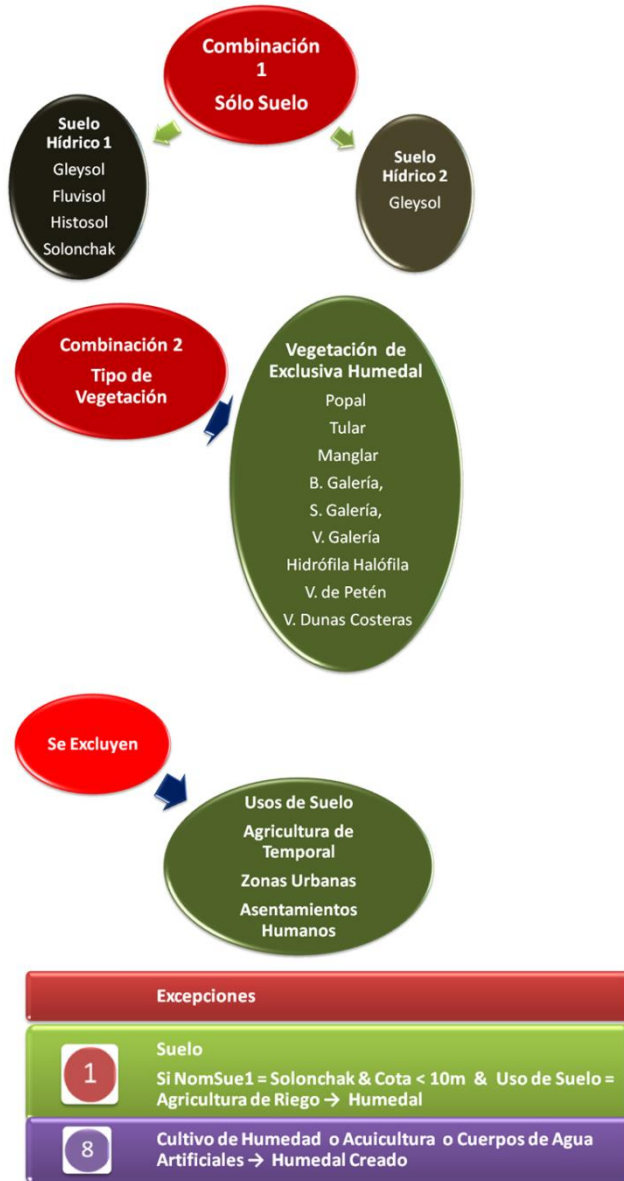 Combinación
1
Sólo Suelo
Suelo
Hídrico 1
Gleysol
Fluvisol
Histosol
Solonchak
Suelo
Hídrico 2
Gleysol
Combinación 2
Tipo de
Vegetación
Vegetación de
Exclusiva Humedal
Popal
Tular
Manglar
B. Galería,
S. Galería,
V. Galería
Hidrófila Halófila
V. de Petén
V. Dunas Costeras
Se Excluyen
Usos de Suelo
Agricultura de
Temporal
Zonas Urbanas
Asentamientos
Humanos
Excepciones
1
Suelo
Si NomSue1 = Solonchak & Cota < 10m & Uso de Suelo =
Agricultura de Riego → Humedal
8
Cultivo de Humedad o Acuicultura o Cuerpos de Agua
Artificiales → Humedal Creado